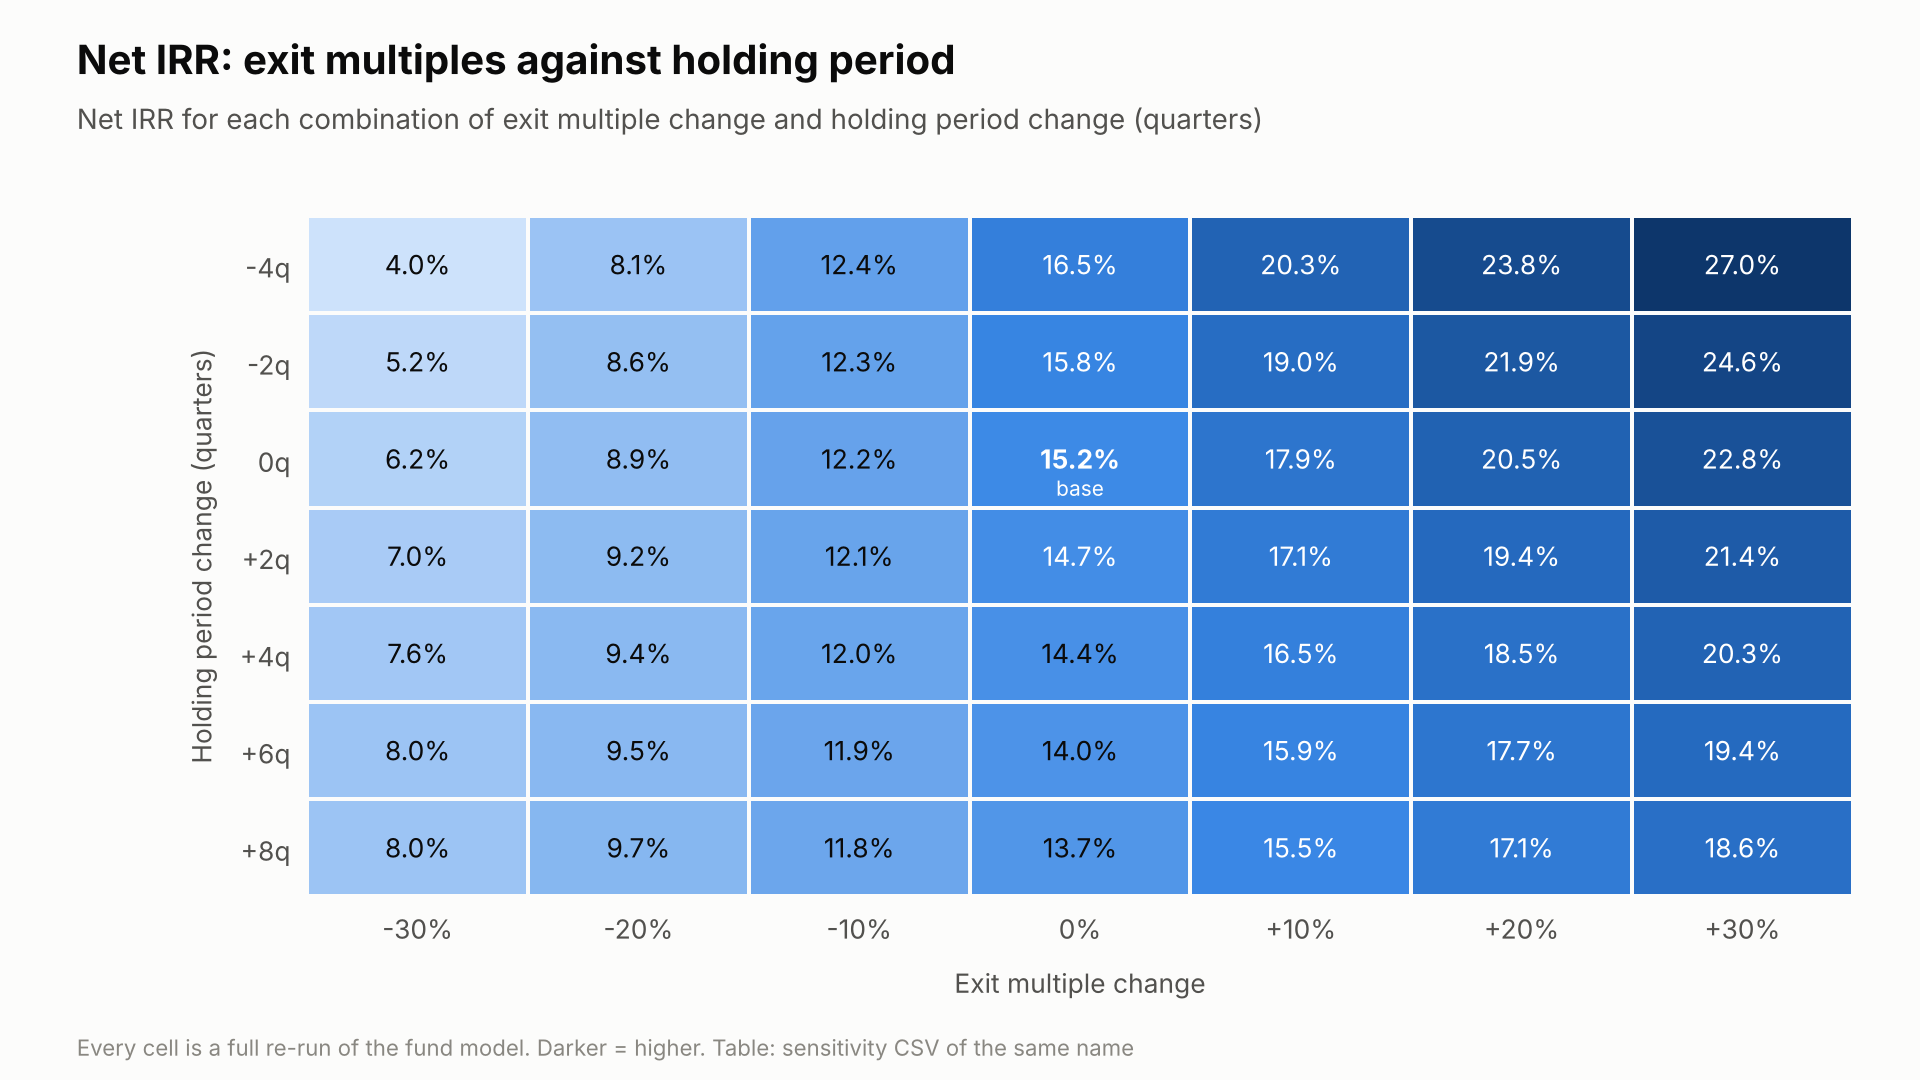 Net IRR: exit multiples against holding period
Net IRR for each combination of exit multiple change and holding period change (quarters)
Holding period change (quarters)
-4q 4.0% 8.1% 12.4% 16.5% 20.3% 23.8% 27.0%
-2q 5.2% 8.6% 12.3% 15.8% 19.0% 21.9% 24.6%
0q 6.2% 8.9% 12.2% 15.2% 17.9% 20.5% 22.8%
base
+2q 7.0% 9.2% 12.1% 14.7% 17.1% 19.4% 21.4%
+4q 7.6% 9.4% 12.0% 14.4% 16.5% 18.5% 20.3%
+6q 8.0% 9.5% 11.9% 14.0% 15.9% 17.7% 19.4%
+8q 8.0% 9.7% 11.8% 13.7% 15.5% 17.1% 18.6%
-30% -20% -10% 0% +10% +20% +30%
Exit multiple change
Every cell is a full re-run of the fund model. Darker = higher. Table: sensitivity CSV of the same name